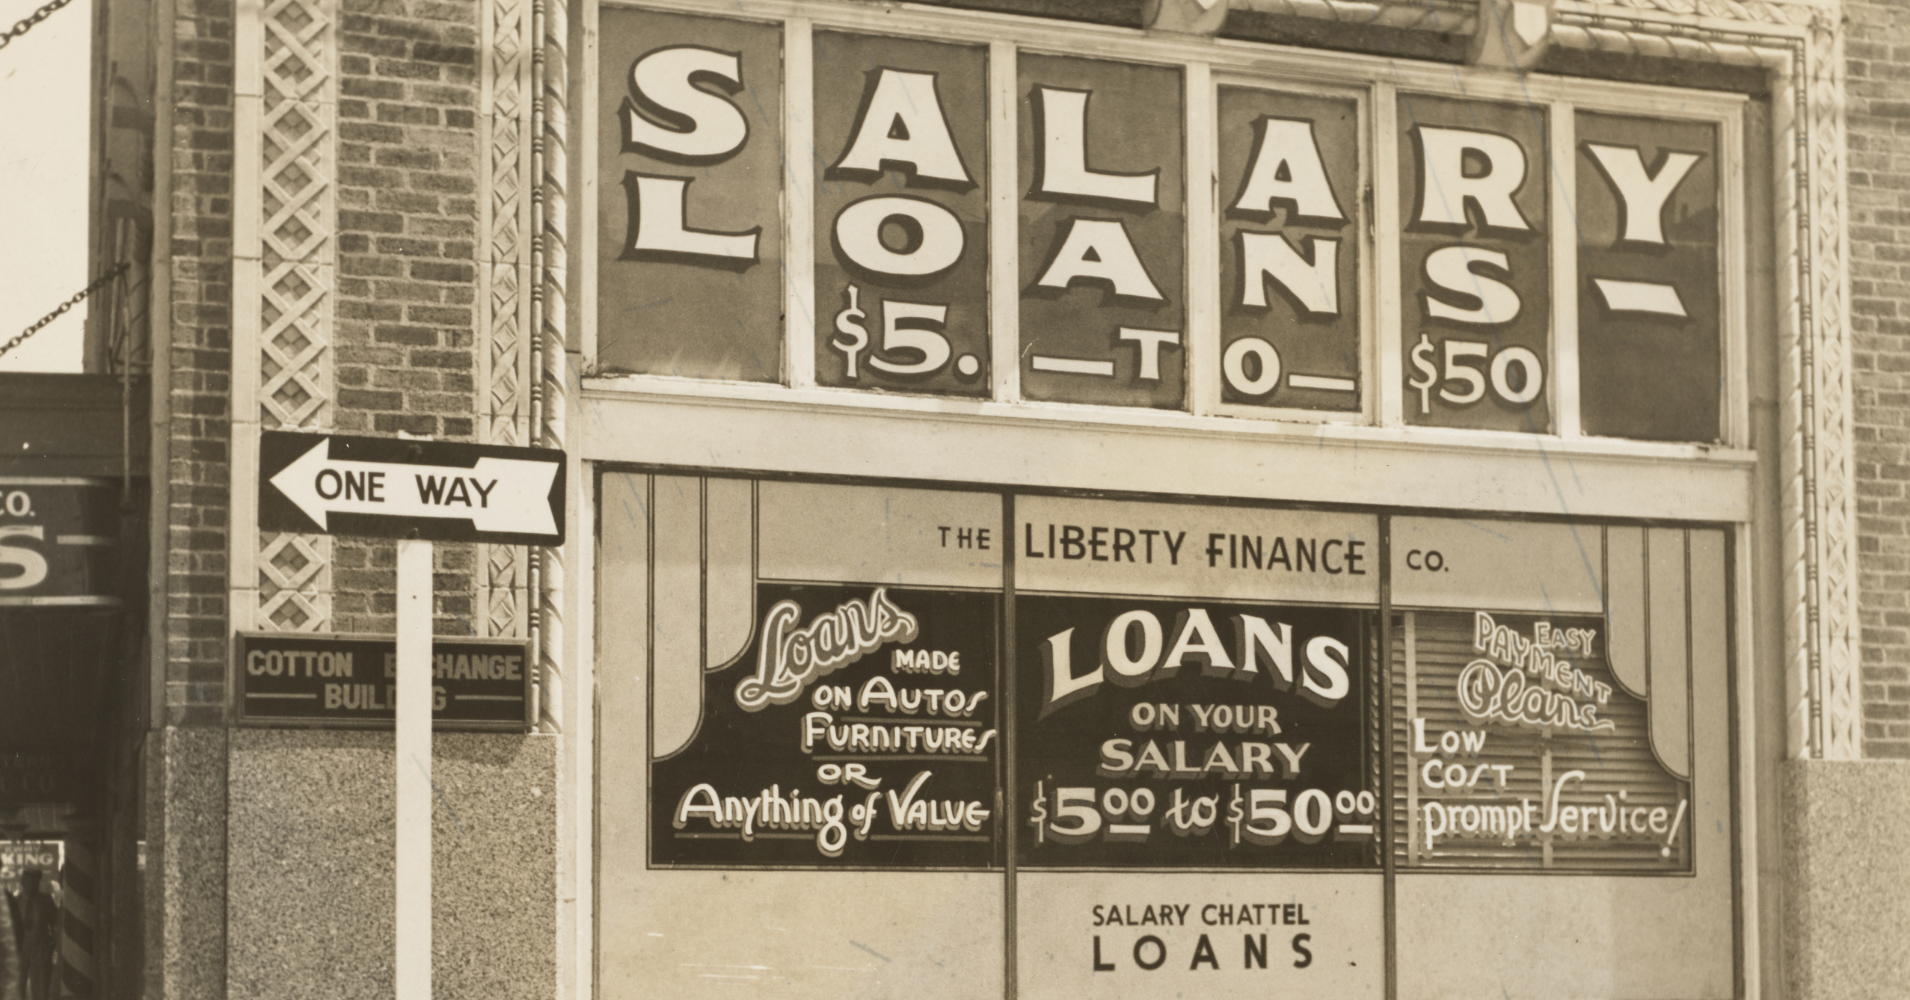 SALARY
LOANS-
$5.—TO—$50
ONE WAY
CO.
S
COTTON EXCHANGE
BUILDING
KING
THE LIBERTY FINANCE CO.
Loans MADE
ON AUTOS
FURNITURES
OR
Anything of VALUE
LOANS
ON YOUR
SALARY
$5 00 to $50 00
EASY
PAYMENT
Plans
LOW
COST
prompt Service!
SALARY CHATTEL
LOANS